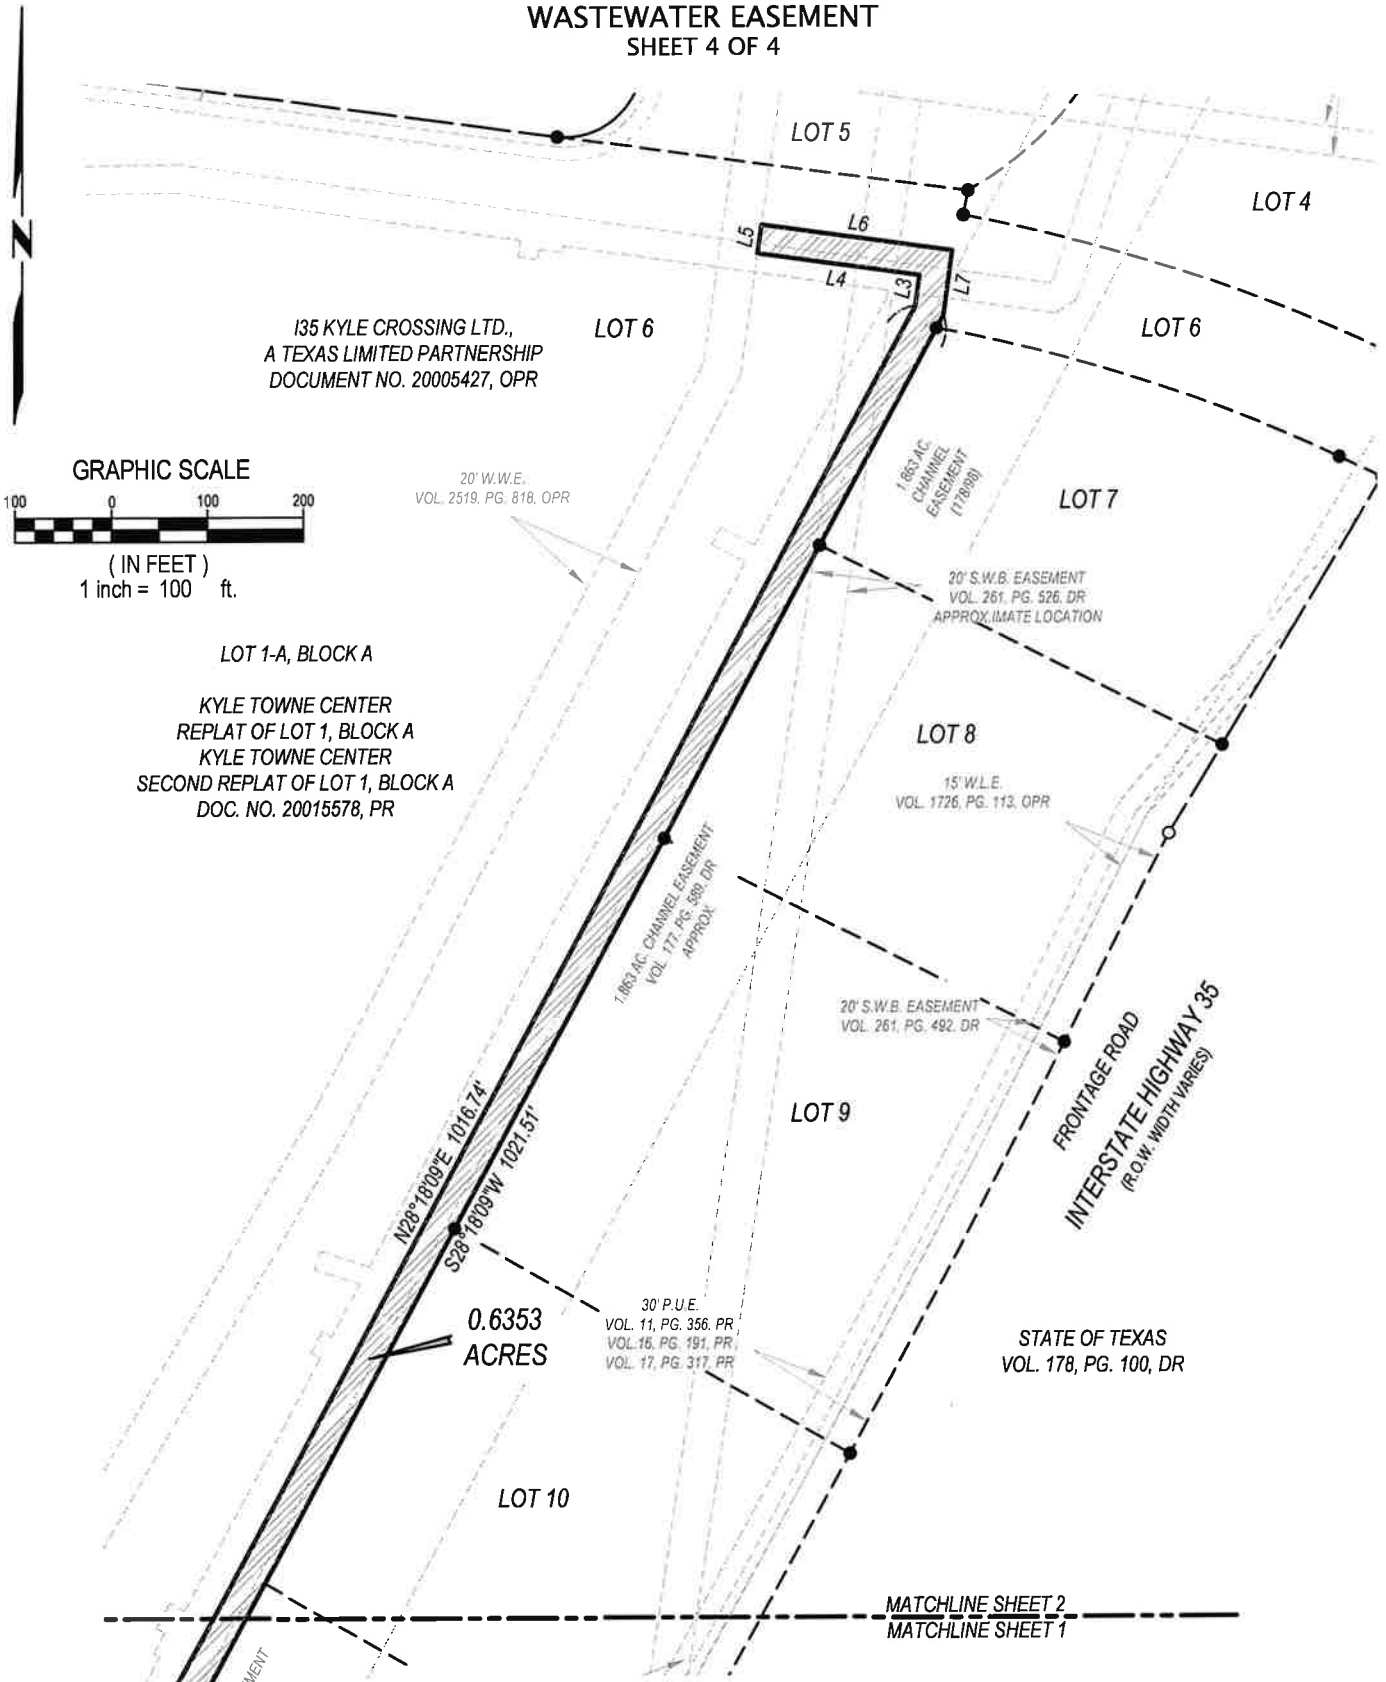 WASTEWATER EASEMENT
SHEET 4 OF 4
LOT 5
LOT 4
N
L5
L6
L4
L3
L7
I35 KYLE CROSSING LTD.,
A TEXAS LIMITED PARTNERSHIP
DOCUMENT NO. 20005427, OPR
LOT 6
LOT 6
GRAPHIC SCALE
100 0 100 200
( IN FEET )
1 inch = 100 ft.
20' W.W.E.
VOL. 2519, PG. 818, OPR
1.863 AC.
CHANNEL
EASEMENT
(178/98)
LOT 7
20' S.W.B. EASEMENT
VOL. 261, PG. 526, DR
APPROXIMATE LOCATION
LOT 1-A, BLOCK A
KYLE TOWNE CENTER
REPLAT OF LOT 1, BLOCK A
KYLE TOWNE CENTER
SECOND REPLAT OF LOT 1, BLOCK A
DOC. NO. 20015578, PR
LOT 8
15' W.L.E.
VOL. 1726, PG. 113, OPR
1.863 AC. CHANNEL EASEMENT
VOL. 177, PG. 589, DR
APPROX.
20' S.W.B. EASEMENT
VOL. 261, PG. 492, DR
FRONTAGE ROAD
INTERSTATE HIGHWAY 35
(R.O.W. WIDTH VARIES)
LOT 9
N28°18'09"E 1016.74'
S28°18'09"W 1021.51'
0.6353
ACRES
30' P.U.E.
VOL. 11, PG. 356, PR
VOL. 16, PG. 191, PR
VOL. 17, PG. 317, PR
STATE OF TEXAS
VOL. 178, PG. 100, DR
LOT 10
MATCHLINE SHEET 2
MATCHLINE SHEET 1